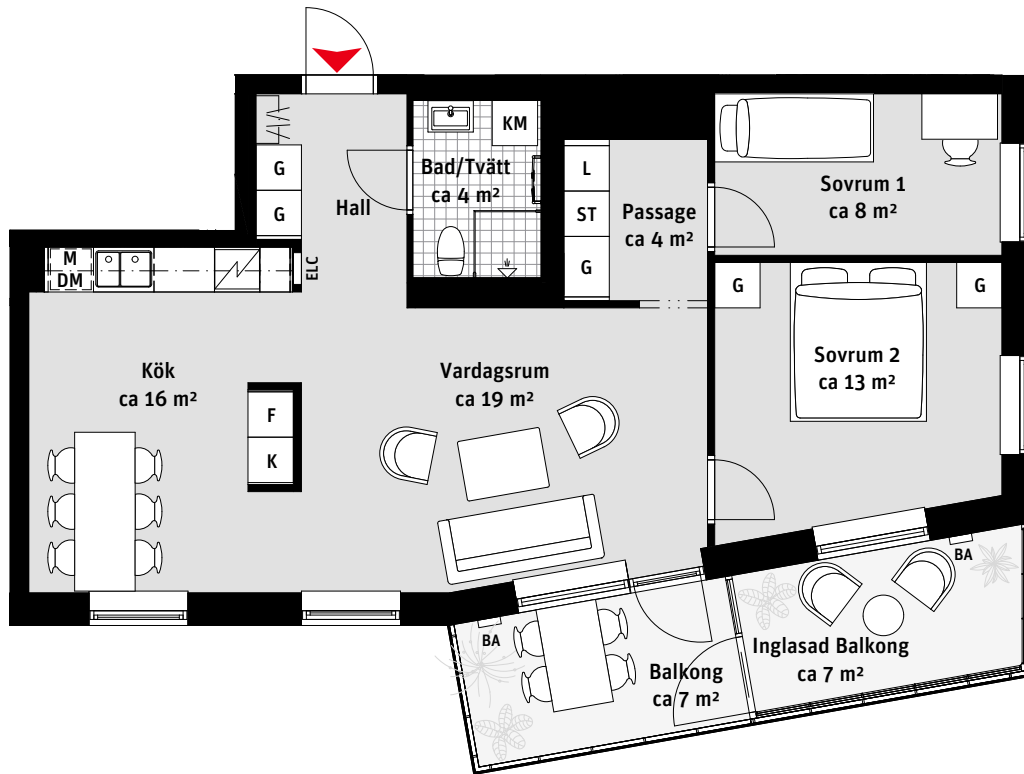 KM
G
G
Hall
Bad/Tvätt
ca 4 m²
L
ST
G
Passage
ca 4 m²
Sovrum 1
ca 8 m²
M
DM
ELC
G
G
Sovrum 2
ca 13 m²
Kök
ca 16 m²
F
K
Vardagsrum
ca 19 m²
BA
BA
Balkong
ca 7 m²
Inglasad Balkong
ca 7 m²